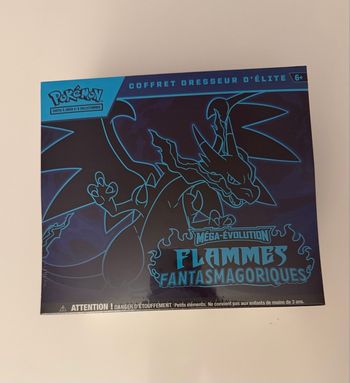 COFFRET DRESSEUR D'ÉLITE
6+
POKÉMON
MÉGA-ÉVOLUTION
FLAMMES
FANTASMAGORIQUES
ATTENTION ! DANGER D'ÉTOUFFEMENT Petits éléments. Ne convient pas aux enfants de moins de 3 ans.